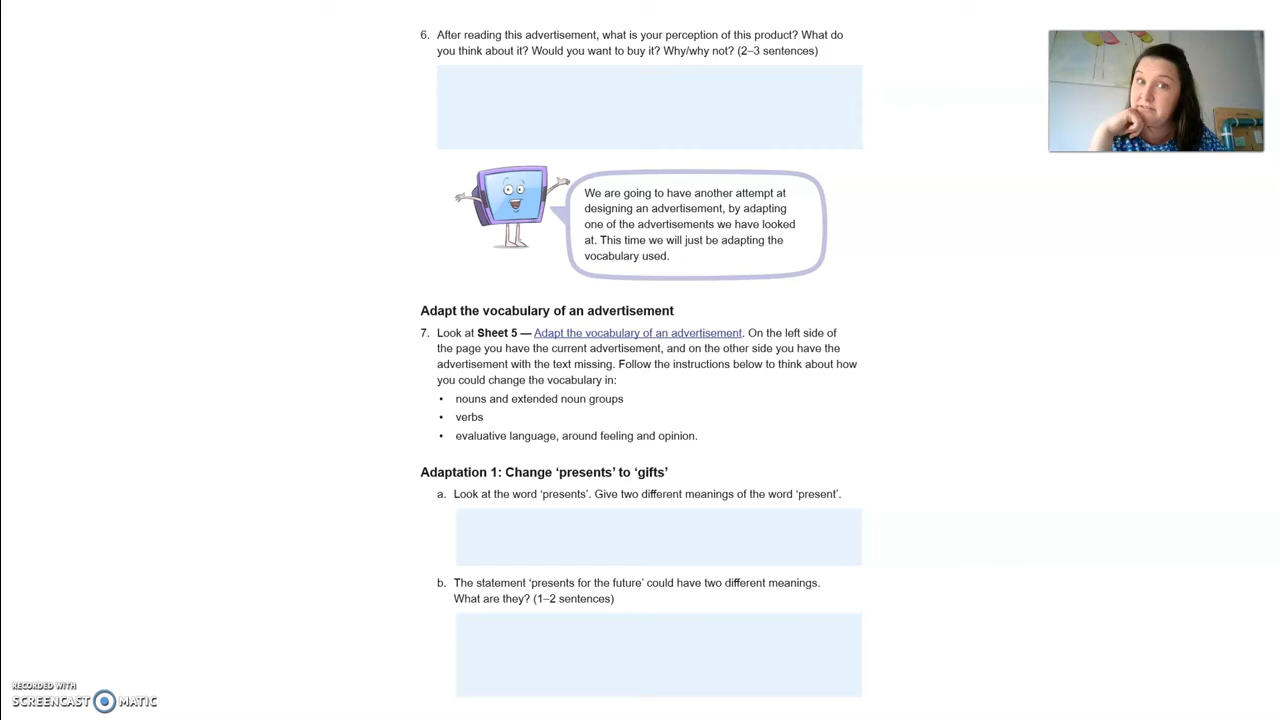 6. After reading this advertisement, what is your perception of this product? What do
you think about it? Would you want to buy it? Why/why not? (2–3 sentences)
We are going to have another attempt at
designing an advertisement, by adapting
one of the advertisements we have looked
at. This time we will just be adapting the
vocabulary used.
Adapt the vocabulary of an advertisement
7. Look at Sheet 5 — Adapt the vocabulary of an advertisement. On the left side of
the page you have the current advertisement, and on the other side you have the
advertisement with the text missing. Follow the instructions below to think about how
you could change the vocabulary in:
• nouns and extended noun groups
• verbs
• evaluative language, around feeling and opinion.
Adaptation 1: Change ‘presents’ to ‘gifts’
a. Look at the word ‘presents’. Give two different meanings of the word ‘present’.
b. The statement ‘presents for the future’ could have two different meanings.
What are they? (1–2 sentences)
RECORDED WITH
SCREENCAST MATIC